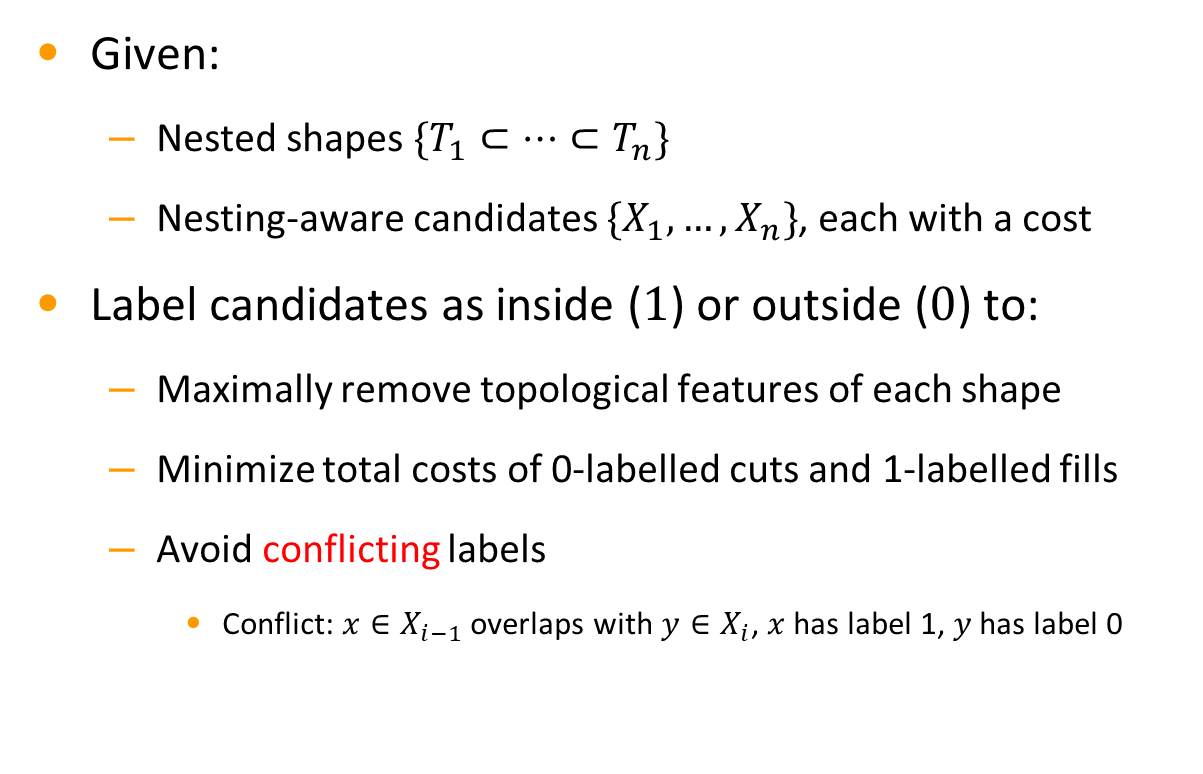 • Given:
– Nested shapes {T₁ ⊂ ⋯ ⊂ Tₙ}
– Nesting-aware candidates {X₁, …, Xₙ}, each with a cost
• Label candidates as inside (1) or outside (0) to:
– Maximally remove topological features of each shape
– Minimize total costs of 0-labelled cuts and 1-labelled fills
– Avoid conflicting labels
• Conflict: x ∈ Xᵢ₋₁ overlaps with y ∈ Xᵢ, x has label 1, y has label 0